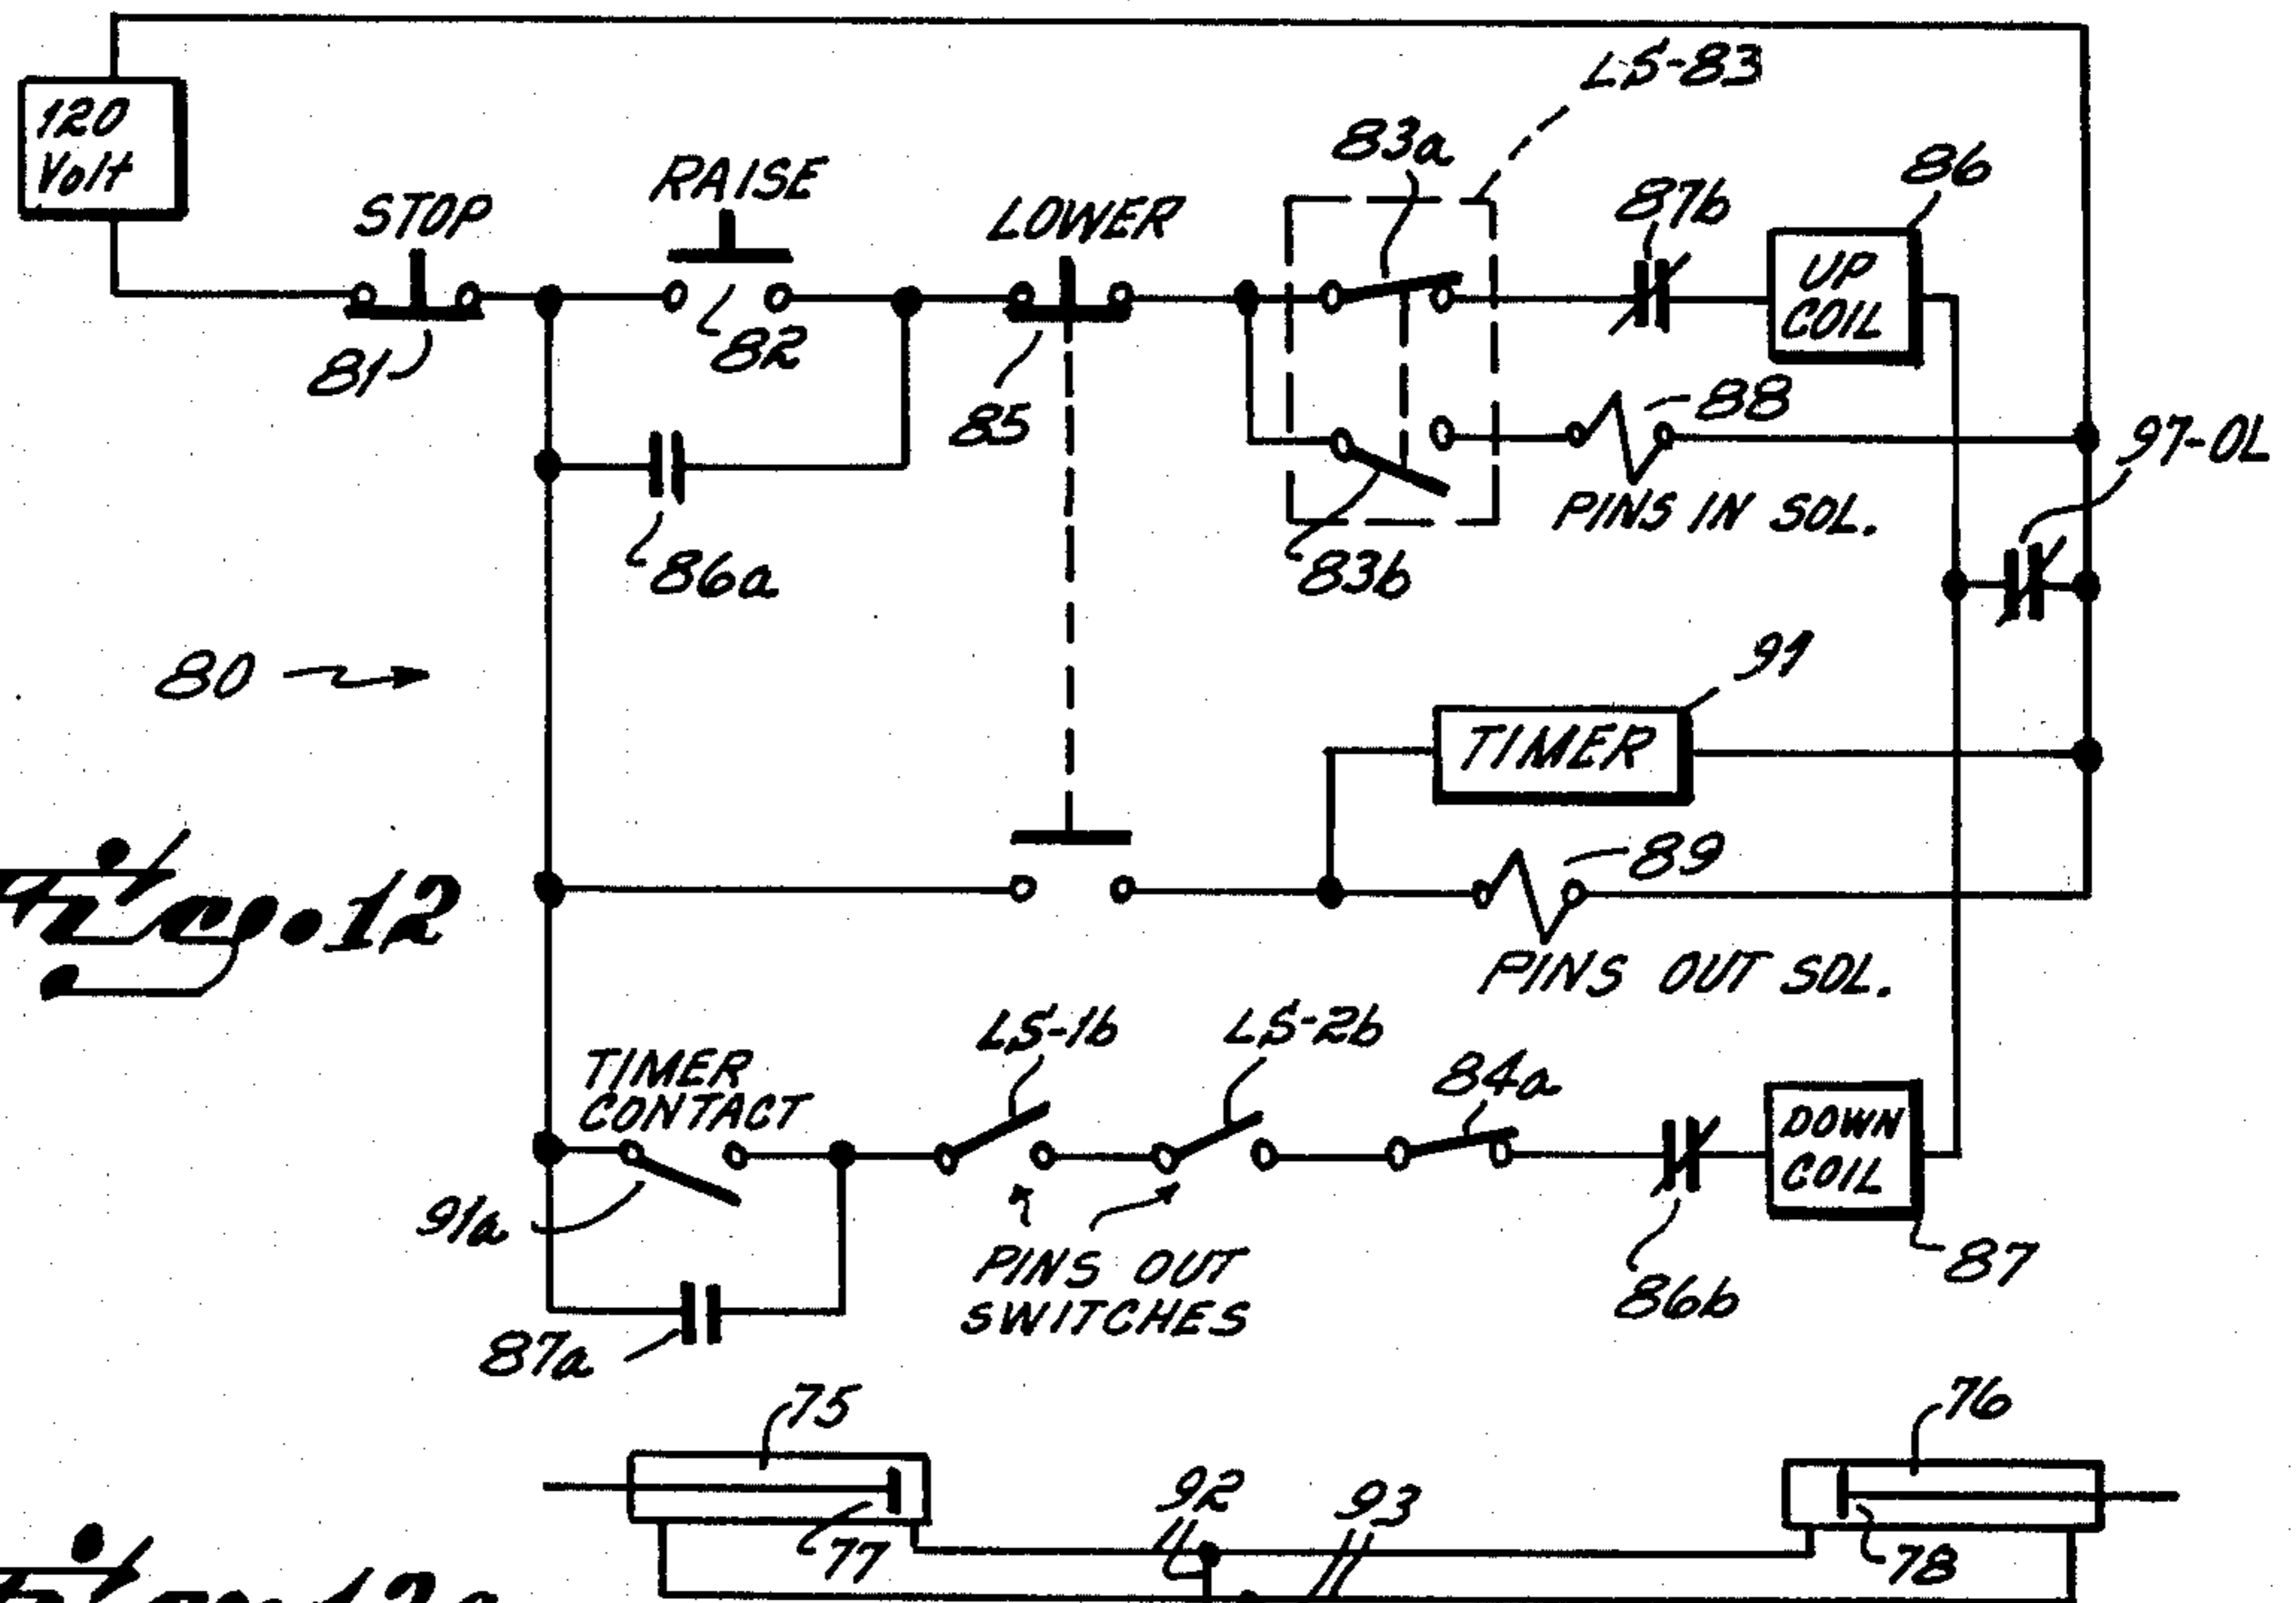 LS-83
120
Volt
83a
86
RAISE
87b
STOP
LOWER
UP
COIL
82
81
88
85
97-OL
PINS IN SOL.
86a
83b
80
91
TIMER
89
Fig. 12
PINS OUT SOL.
LS-1b
LS-2b
TIMER
CONTACT
84a
DOWN
COIL
91a
PINS OUT
SWITCHES
87
86b
87a
75
76
92
93
77
78